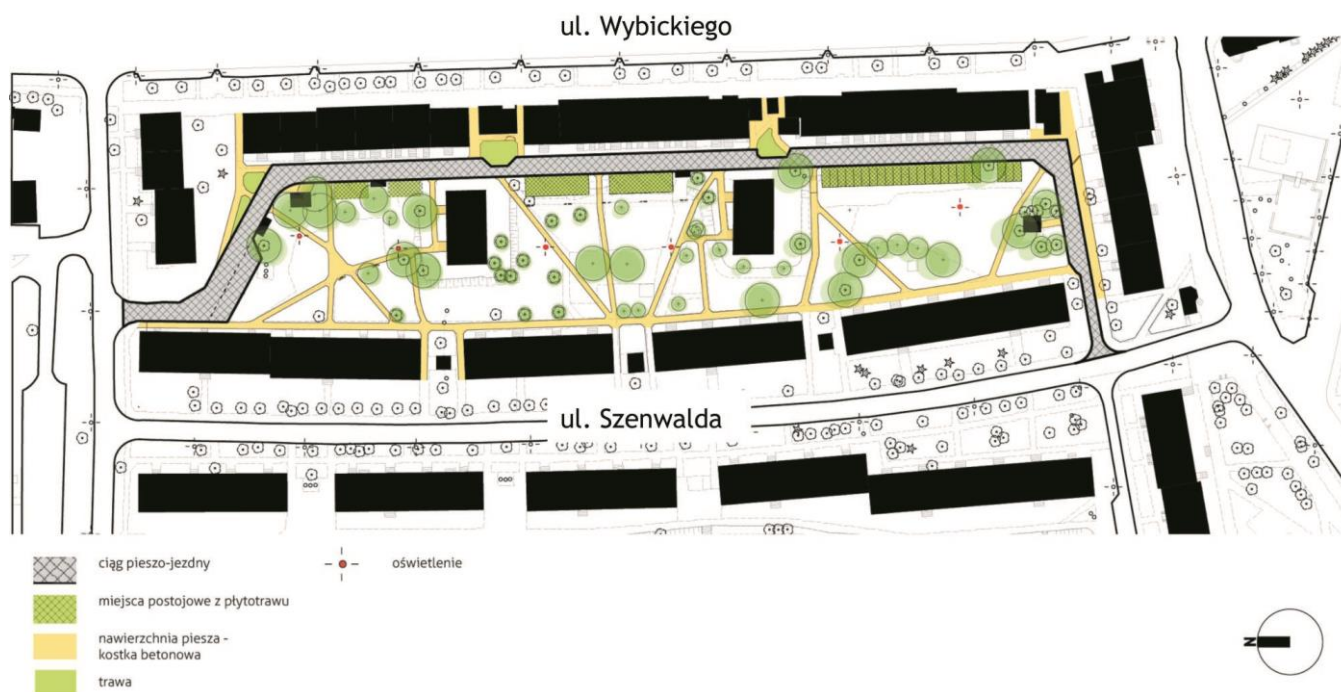 ul. Wybickiego
ul. Szenwalda
ciąg pieszo-jezdny
oświetlenie
miejsca postojowe z płytotrawu
nawierzchnia piesza -
kostka betonowa
trawa
N